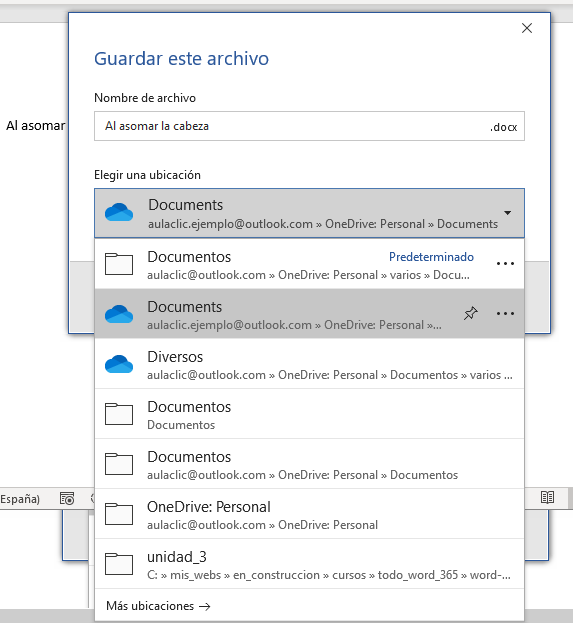 Guardar este archivo
Nombre de archivo
Al asomar
Al asomar la cabeza
.docx
Elegir una ubicación
Documents
aulaclic.ejemplo@outlook.com » OneDrive: Personal » Documents
Documentos
Predeterminado
aulaclic@outlook.com » OneDrive: Personal » varios » Docu...
Documents
aulaclic.ejemplo@outlook.com » OneDrive: Personal »...
Diversos
aulaclic@outlook.com » OneDrive: Personal » Documentos » varios ...
Documentos
Documentos
Documentos
aulaclic@outlook.com » OneDrive: Personal » Documentos
España)
OneDrive: Personal
aulaclic@outlook.com » OneDrive: Personal
unidad_3
C: » mis_webs » en_construccion » cursos » todo_word_365 » word-...
Más ubicaciones →